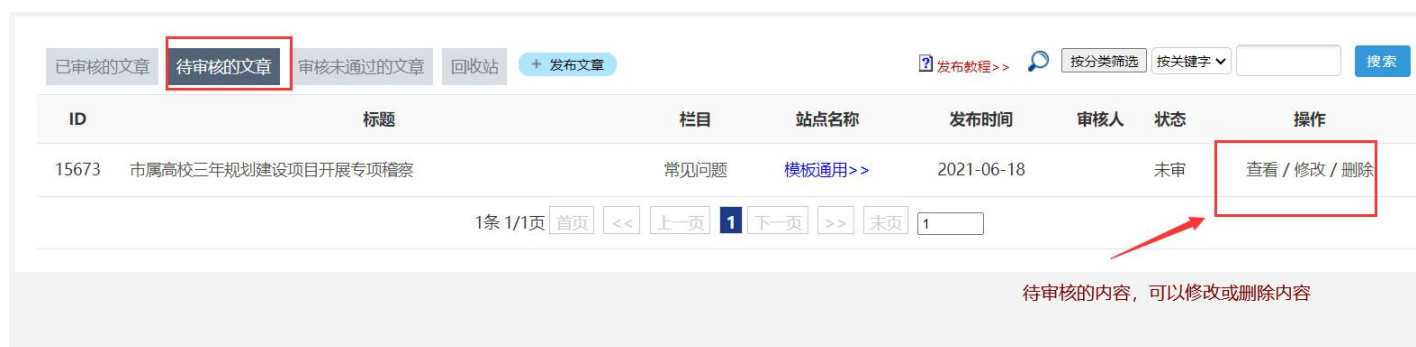 已审核的文章 待审核的文章 审核未通过的文章 回收站 + 发布文章 ? 发布教程>> 按分类筛选 按关键字 搜索
ID 标题 栏目 站点名称 发布时间 审核人 状态 操作
15673 市属高校三年规划建设项目开展专项稽察 常见问题 模板通用>> 2021-06-18 未审 查看 / 修改 / 删除
1条 1/1页 首页 << 上一页 1 下一页 >> 末页 1
待审核的内容，可以修改或删除内容